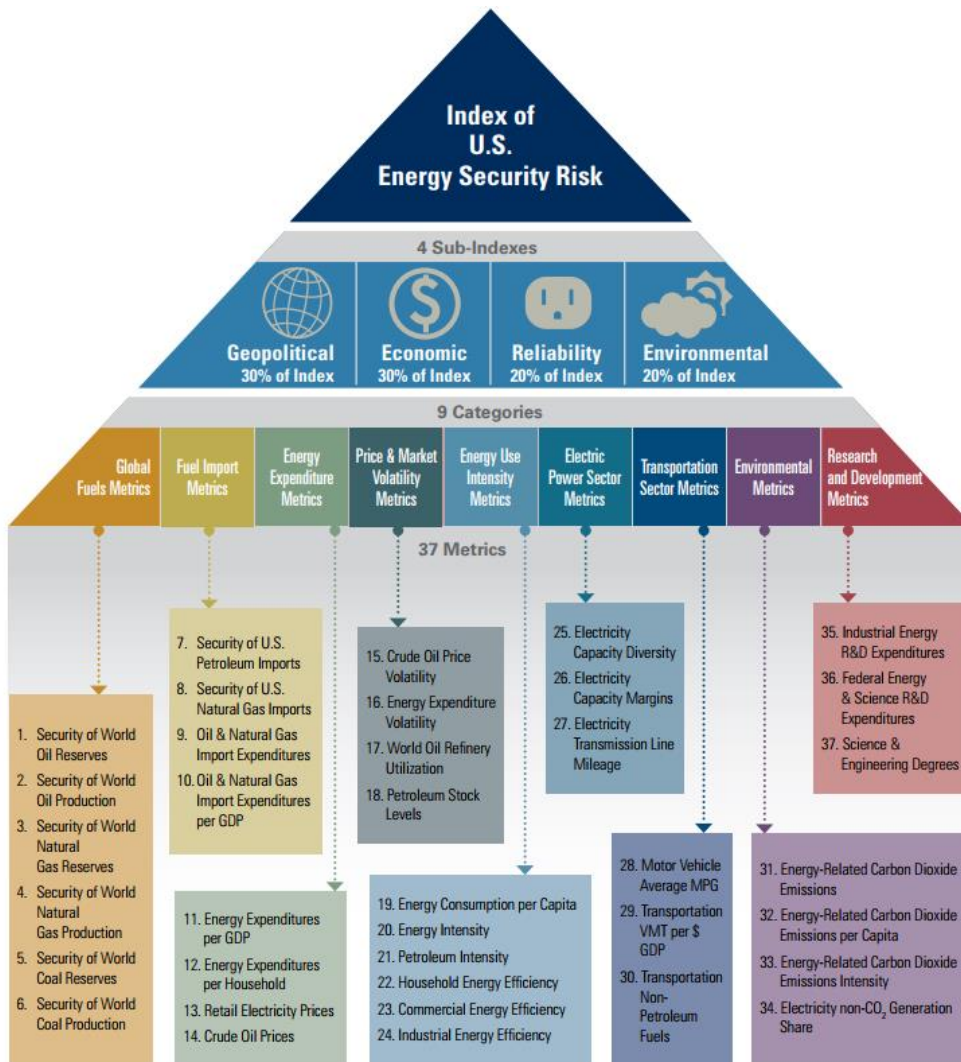 Index of
U.S.
Energy Security Risk
4 Sub-Indexes
Geopolitical
30% of Index
Economic
30% of Index
Reliability
20% of Index
Environmental
20% of Index
9 Categories
Global
Fuels Metrics
Fuel Import
Metrics
Energy
Expenditure
Metrics
Price & Market
Volatility
Metrics
Energy Use
Intensity
Metrics
Electric
Power Sector
Metrics
Transportation
Sector Metrics
Environmental
Metrics
Research
and Development
Metrics
37 Metrics
1. Security of World
Oil Reserves
2. Security of World
Oil Production
3. Security of World
Natural
Gas Reserves
4. Security of World
Natural
Gas Production
5. Security of World
Coal Reserves
6. Security of World
Coal Production
7. Security of U.S.
Petroleum Imports
8. Security of U.S.
Natural Gas Imports
9. Oil & Natural Gas
Import Expenditures
10. Oil & Natural Gas
Import Expenditures
per GDP
11. Energy Expenditures
per GDP
12. Energy Expenditures
per Household
13. Retail Electricity Prices
14. Crude Oil Prices
15. Crude Oil Price
Volatility
16. Energy Expenditure
Volatility
17. World Oil Refinery
Utilization
18. Petroleum Stock
Levels
19. Energy Consumption per Capita
20. Energy Intensity
21. Petroleum Intensity
22. Household Energy Efficiency
23. Commercial Energy Efficiency
24. Industrial Energy Efficiency
25. Electricity
Capacity Diversity
26. Electricity
Capacity Margins
27. Electricity
Transmission Line
Mileage
28. Motor Vehicle
Average MPG
29. Transportation
VMT per $
GDP
30. Transportation
Non-
Petroleum
Fuels
31. Energy-Related Carbon Dioxide
Emissions
32. Energy-Related Carbon Dioxide
Emissions per Capita
33. Energy-Related Carbon Dioxide
Emissions Intensity
34. Electricity non-CO₂ Generation
Share
35. Industrial Energy
R&D Expenditures
36. Federal Energy
& Science R&D
Expenditures
37. Science &
Engineering Degrees